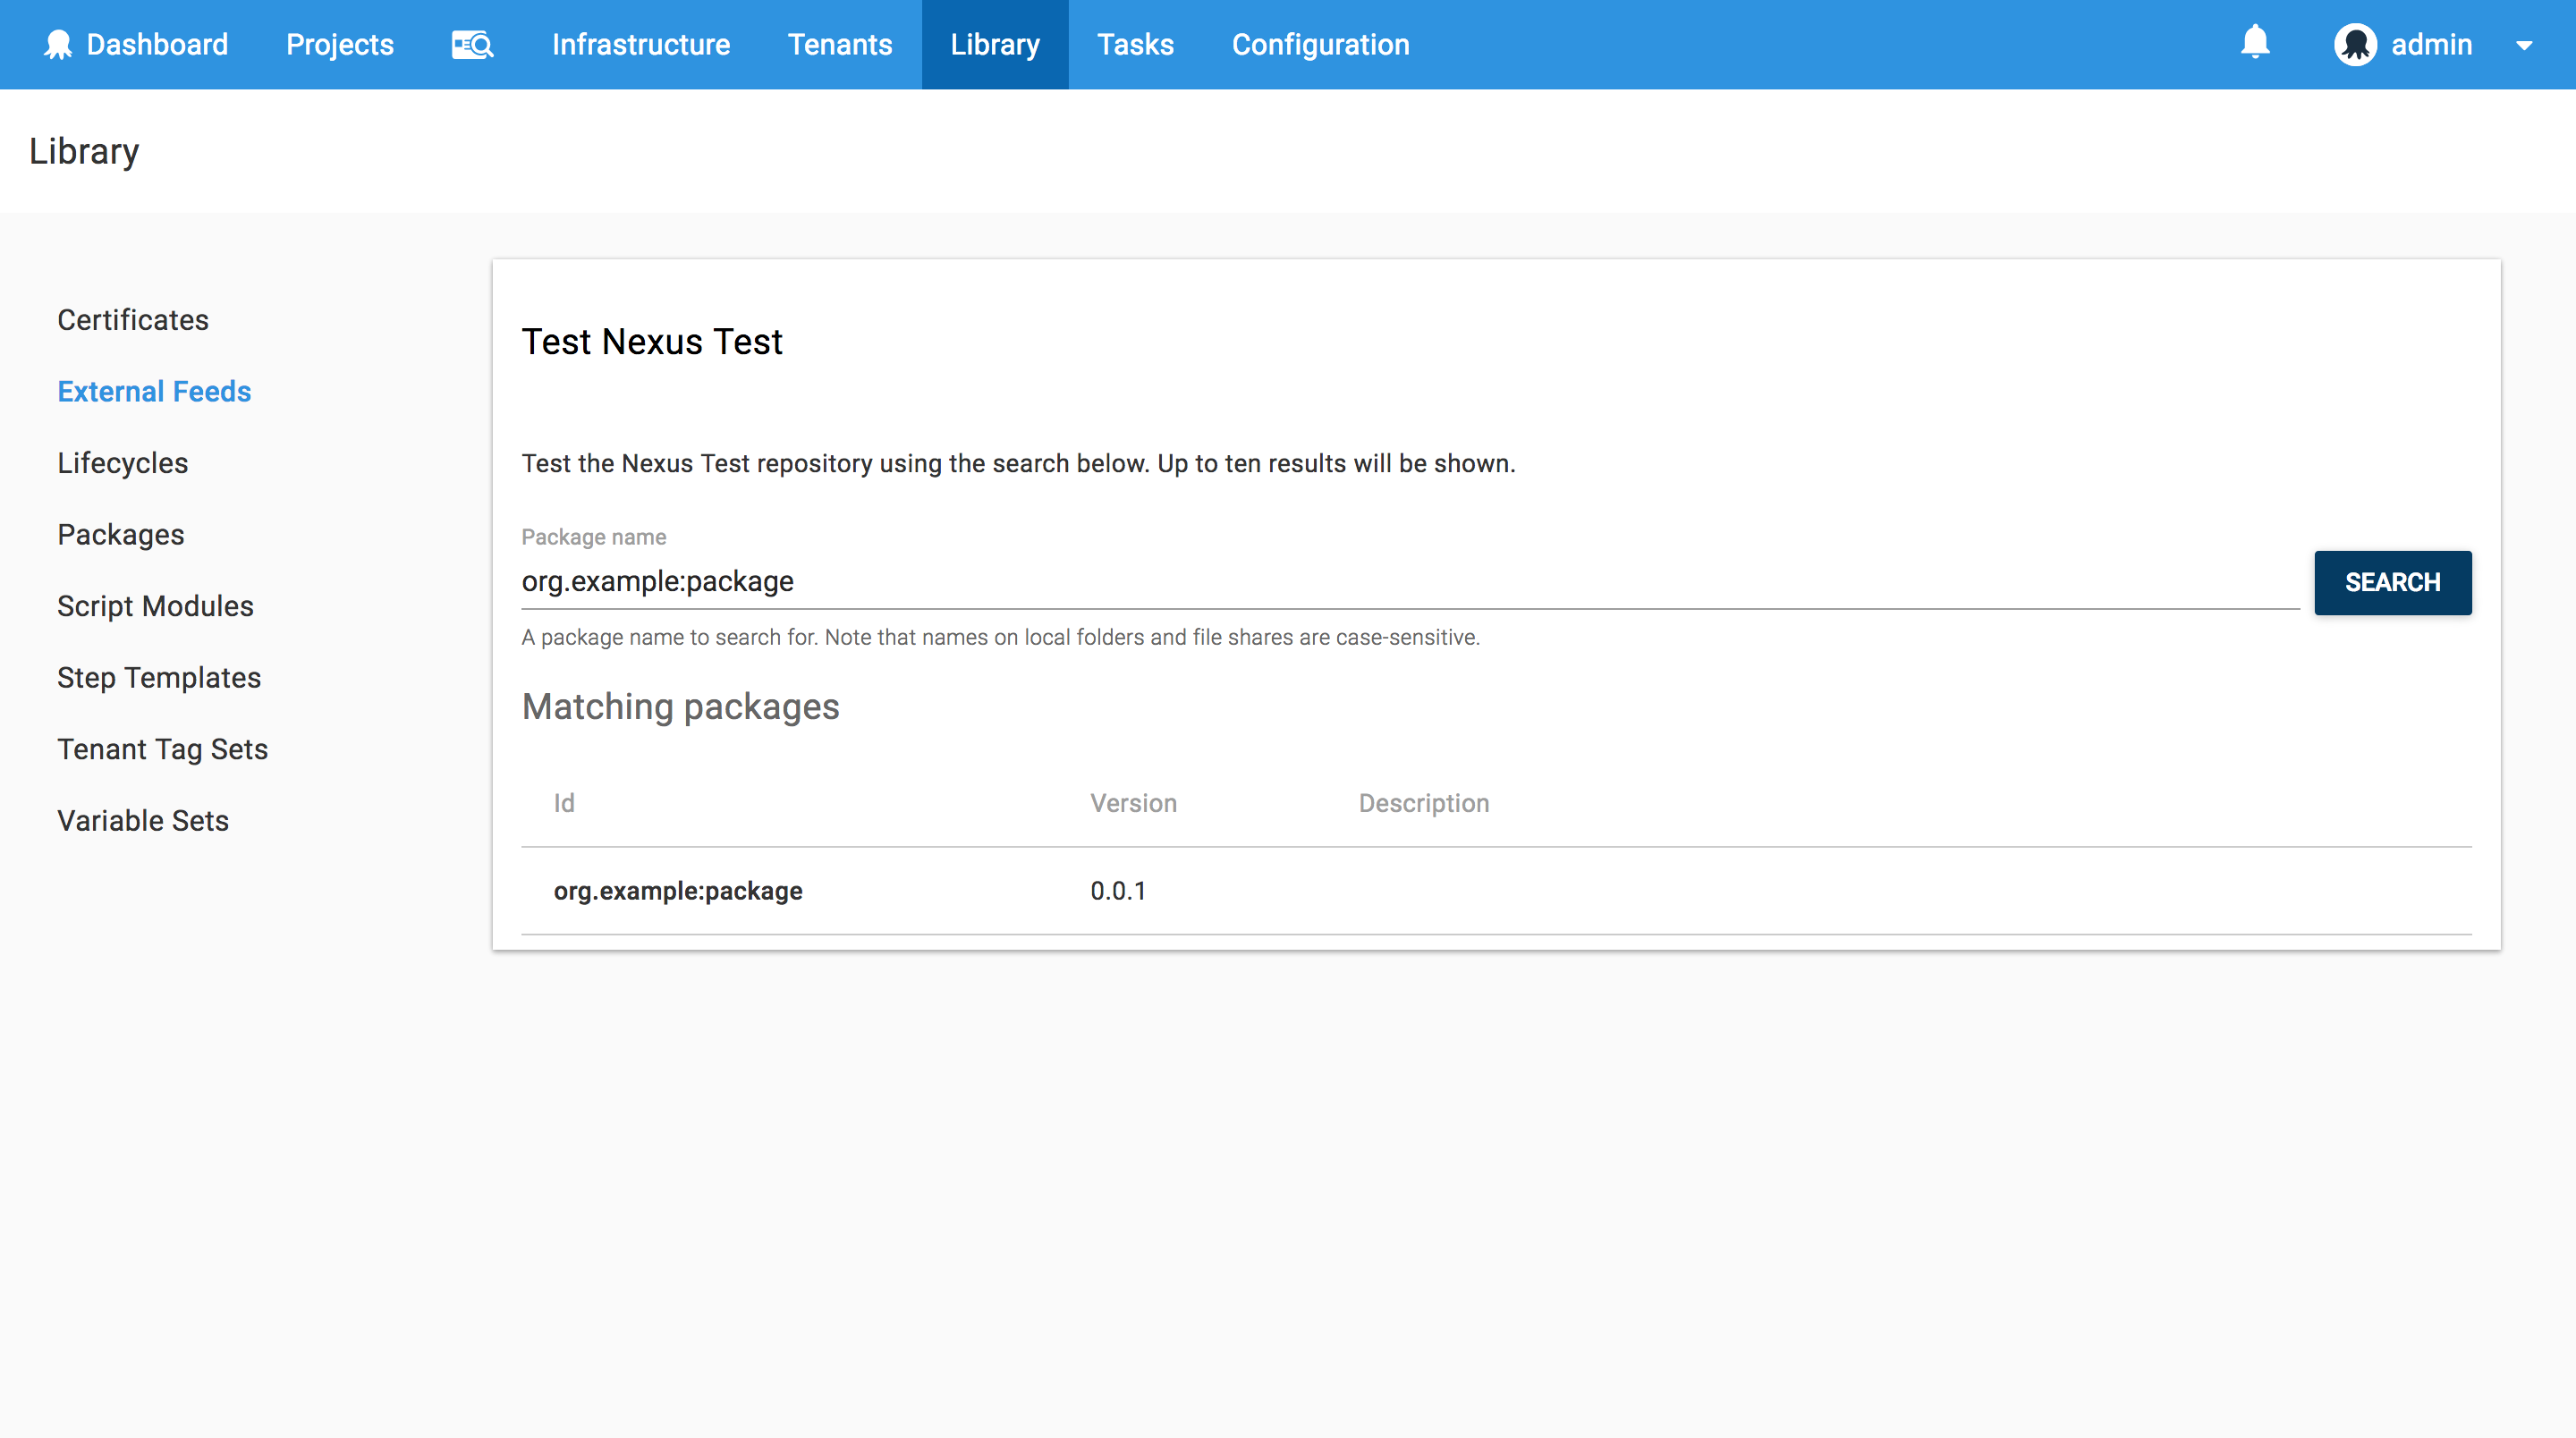 Dashboard Projects Infrastructure Tenants Library Tasks Configuration admin
Library
Certificates
External Feeds
Lifecycles
Packages
Script Modules
Step Templates
Tenant Tag Sets
Variable Sets
Test Nexus Test
Test the Nexus Test repository using the search below. Up to ten results will be shown.
Package name
org.example:package
SEARCH
A package name to search for. Note that names on local folders and file shares are case-sensitive.
Matching packages
Id Version Description
org.example:package 0.0.1